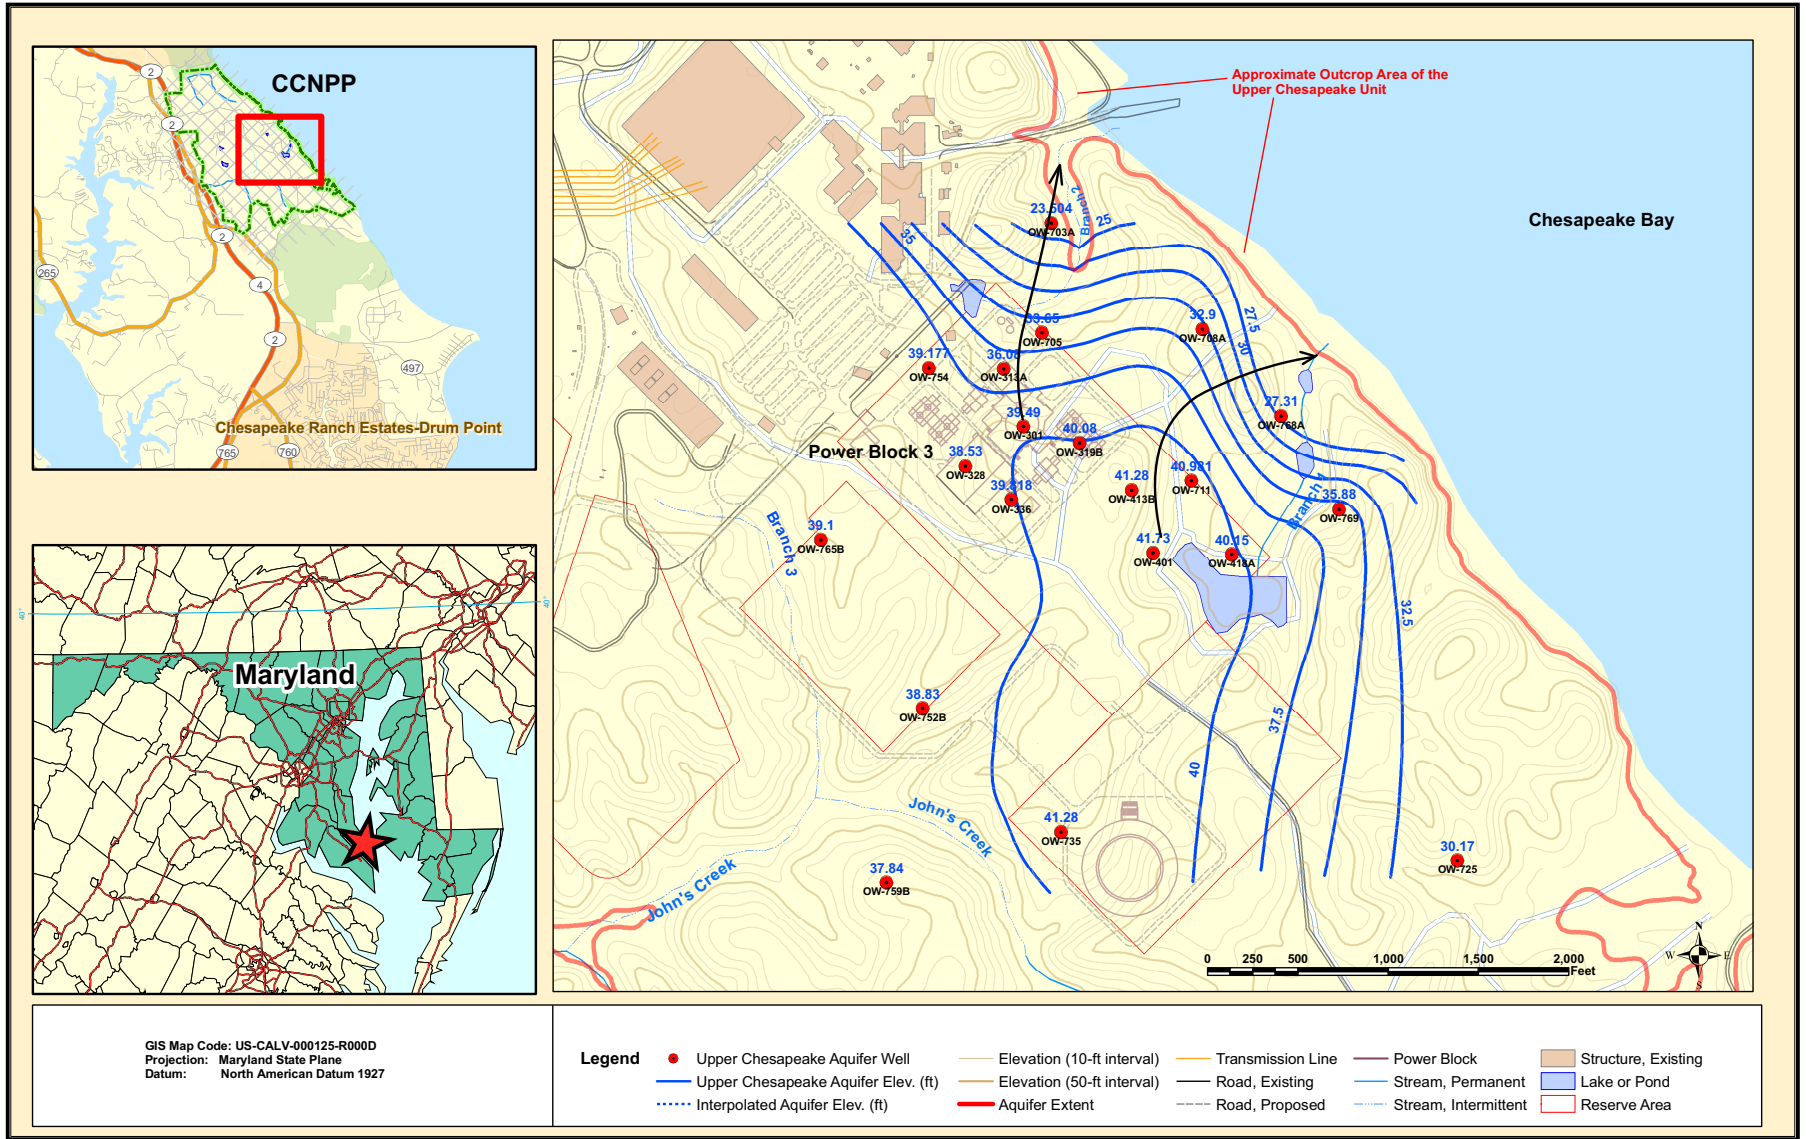 CCNPP
2
2
2
4
2
265
497
Chesapeake Ranch Estates-Drum Point
765
760
40°
40°
Maryland
Approximate Outcrop Area of the
Upper Chesapeake Unit
Chesapeake Bay
23.504
OW-703A
Branch 2
25
35
33.65
OW-705
32.9
OW-708A
27.5
30
39.177
OW-754
36.08
OW-313A
27.31
OW-768A
39.49
OW-301
40.08
OW-319B
Power Block 3
38.53
OW-328
39.818
OW-336
41.28
OW-413B
40.981
OW-711
35.88
OW-769
Branch 1
39.1
OW-765B
Branch 3
41.73
OW-401
40.15
OW-418A
32.5
38.83
OW-752B
37.5
40
John's Creek
41.28
OW-735
37.84
OW-759B
John's Creek
30.17
OW-725
0 250 500 1,000 1,500 2,000
Feet
N
W E
S
GIS Map Code: US-CALV-000125-R000D
Projection: Maryland State Plane
Datum: North American Datum 1927
Legend
Upper Chesapeake Aquifer Well
Upper Chesapeake Aquifer Elev. (ft)
Interpolated Aquifer Elev. (ft)
Elevation (10-ft interval)
Elevation (50-ft interval)
Aquifer Extent
Transmission Line
Road, Existing
Road, Proposed
Power Block
Stream, Permanent
Stream, Intermittent
Structure, Existing
Lake or Pond
Reserve Area